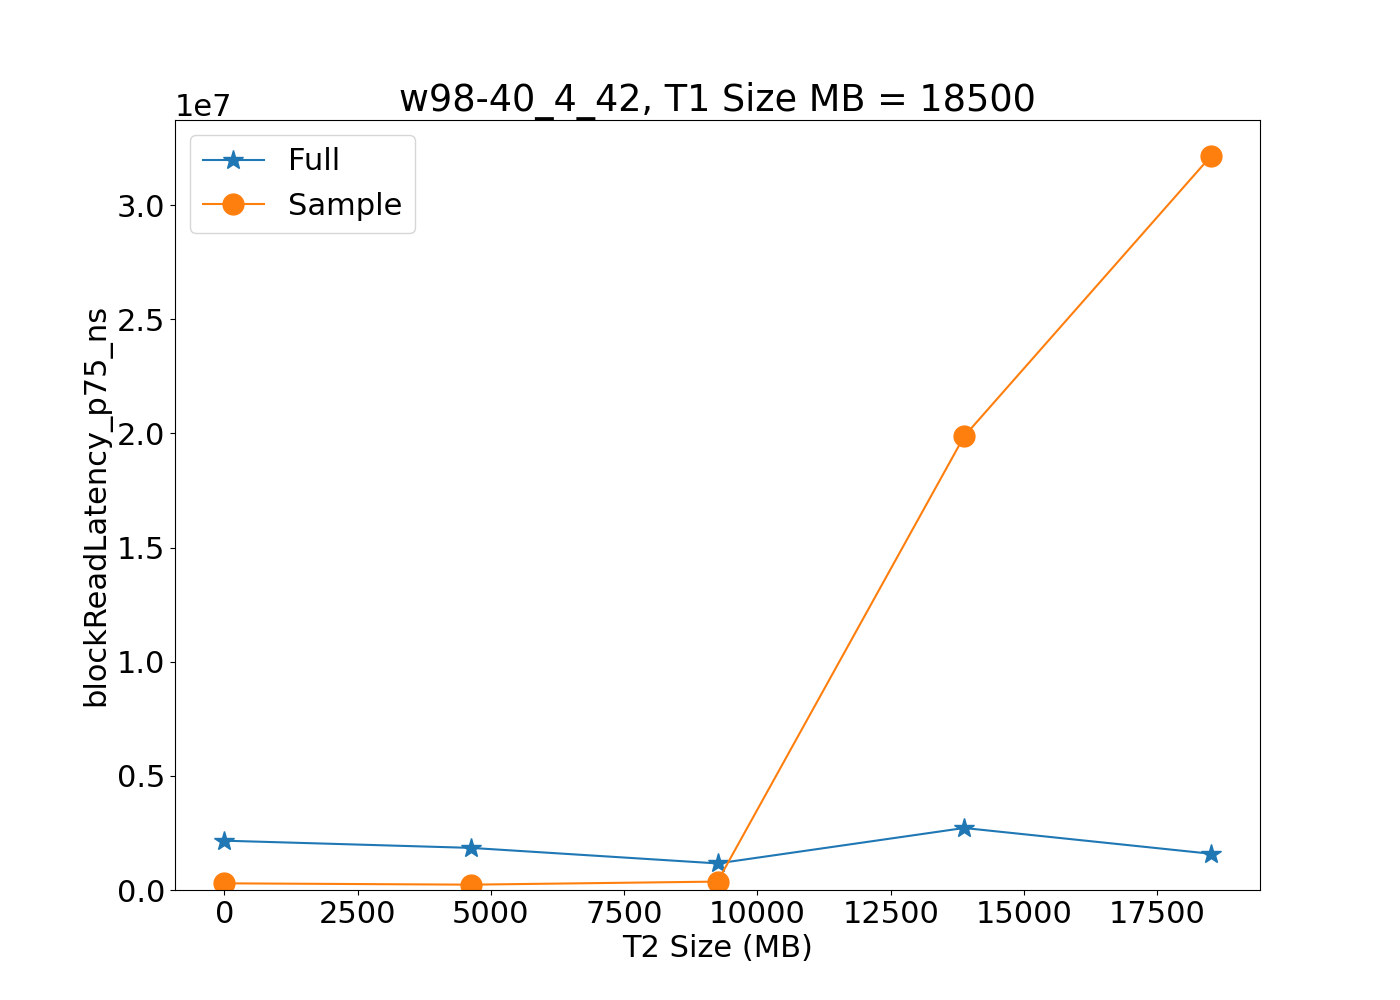 w98-40_4_42, T1 Size MB = 18500
1e7
Full
Sample
3.0
2.5
2.0
1.5
1.0
0.5
0.0
blockReadLatency_p75_ns
0 2500 5000 7500 10000 12500 15000 17500
T2 Size (MB)